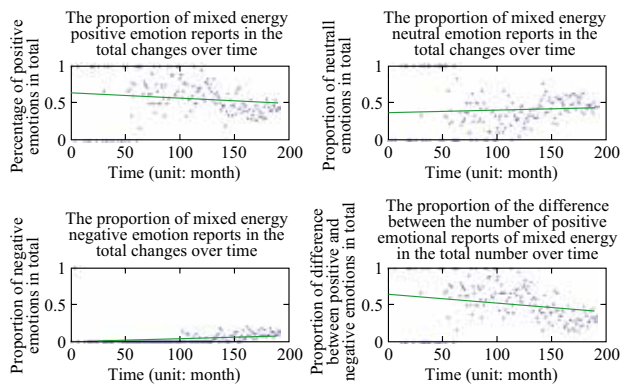 The proportion of mixed energy
positive emotion reports in the
total changes over time
Percentage of positive
emotions in total
1
0.5
0
0
50
100
150
200
Time (unit: month)
The proportion of mixed energy
neutral emotion reports in the
total changes over time
Proportion of neutrall
emotions in total
1
0.5
0
0
50
100
150
200
Time (unit: month)
The proportion of mixed energy
negative emotion reports in the
total changes over time
Proportion of negative
emotions in total
1
0.5
0
0
50
100
150
200
Time (unit: month)
The proportion of the difference
between the number of positive
emotional reports of mixed energy
in the total number over time
Proportion of difference
between positive and
negative emotions in total
1
0.5
0
0
50
100
150
200
Time (unit: month)